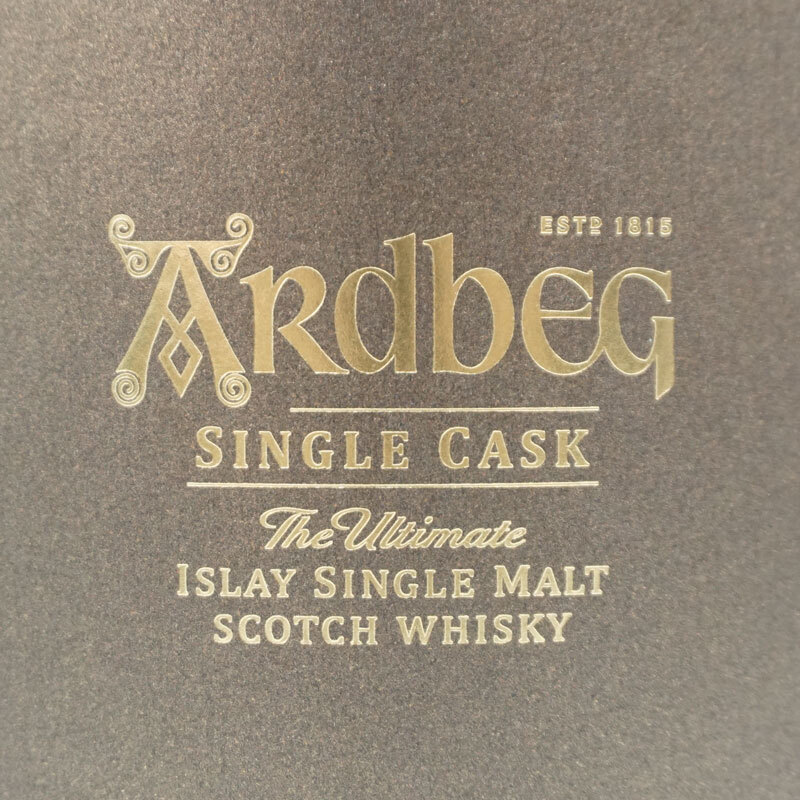 ESTD 1815
ARdbEG
SINGLE CASK
The Ultimate
ISLAY SINGLE MALT
SCOTCH WHISKY